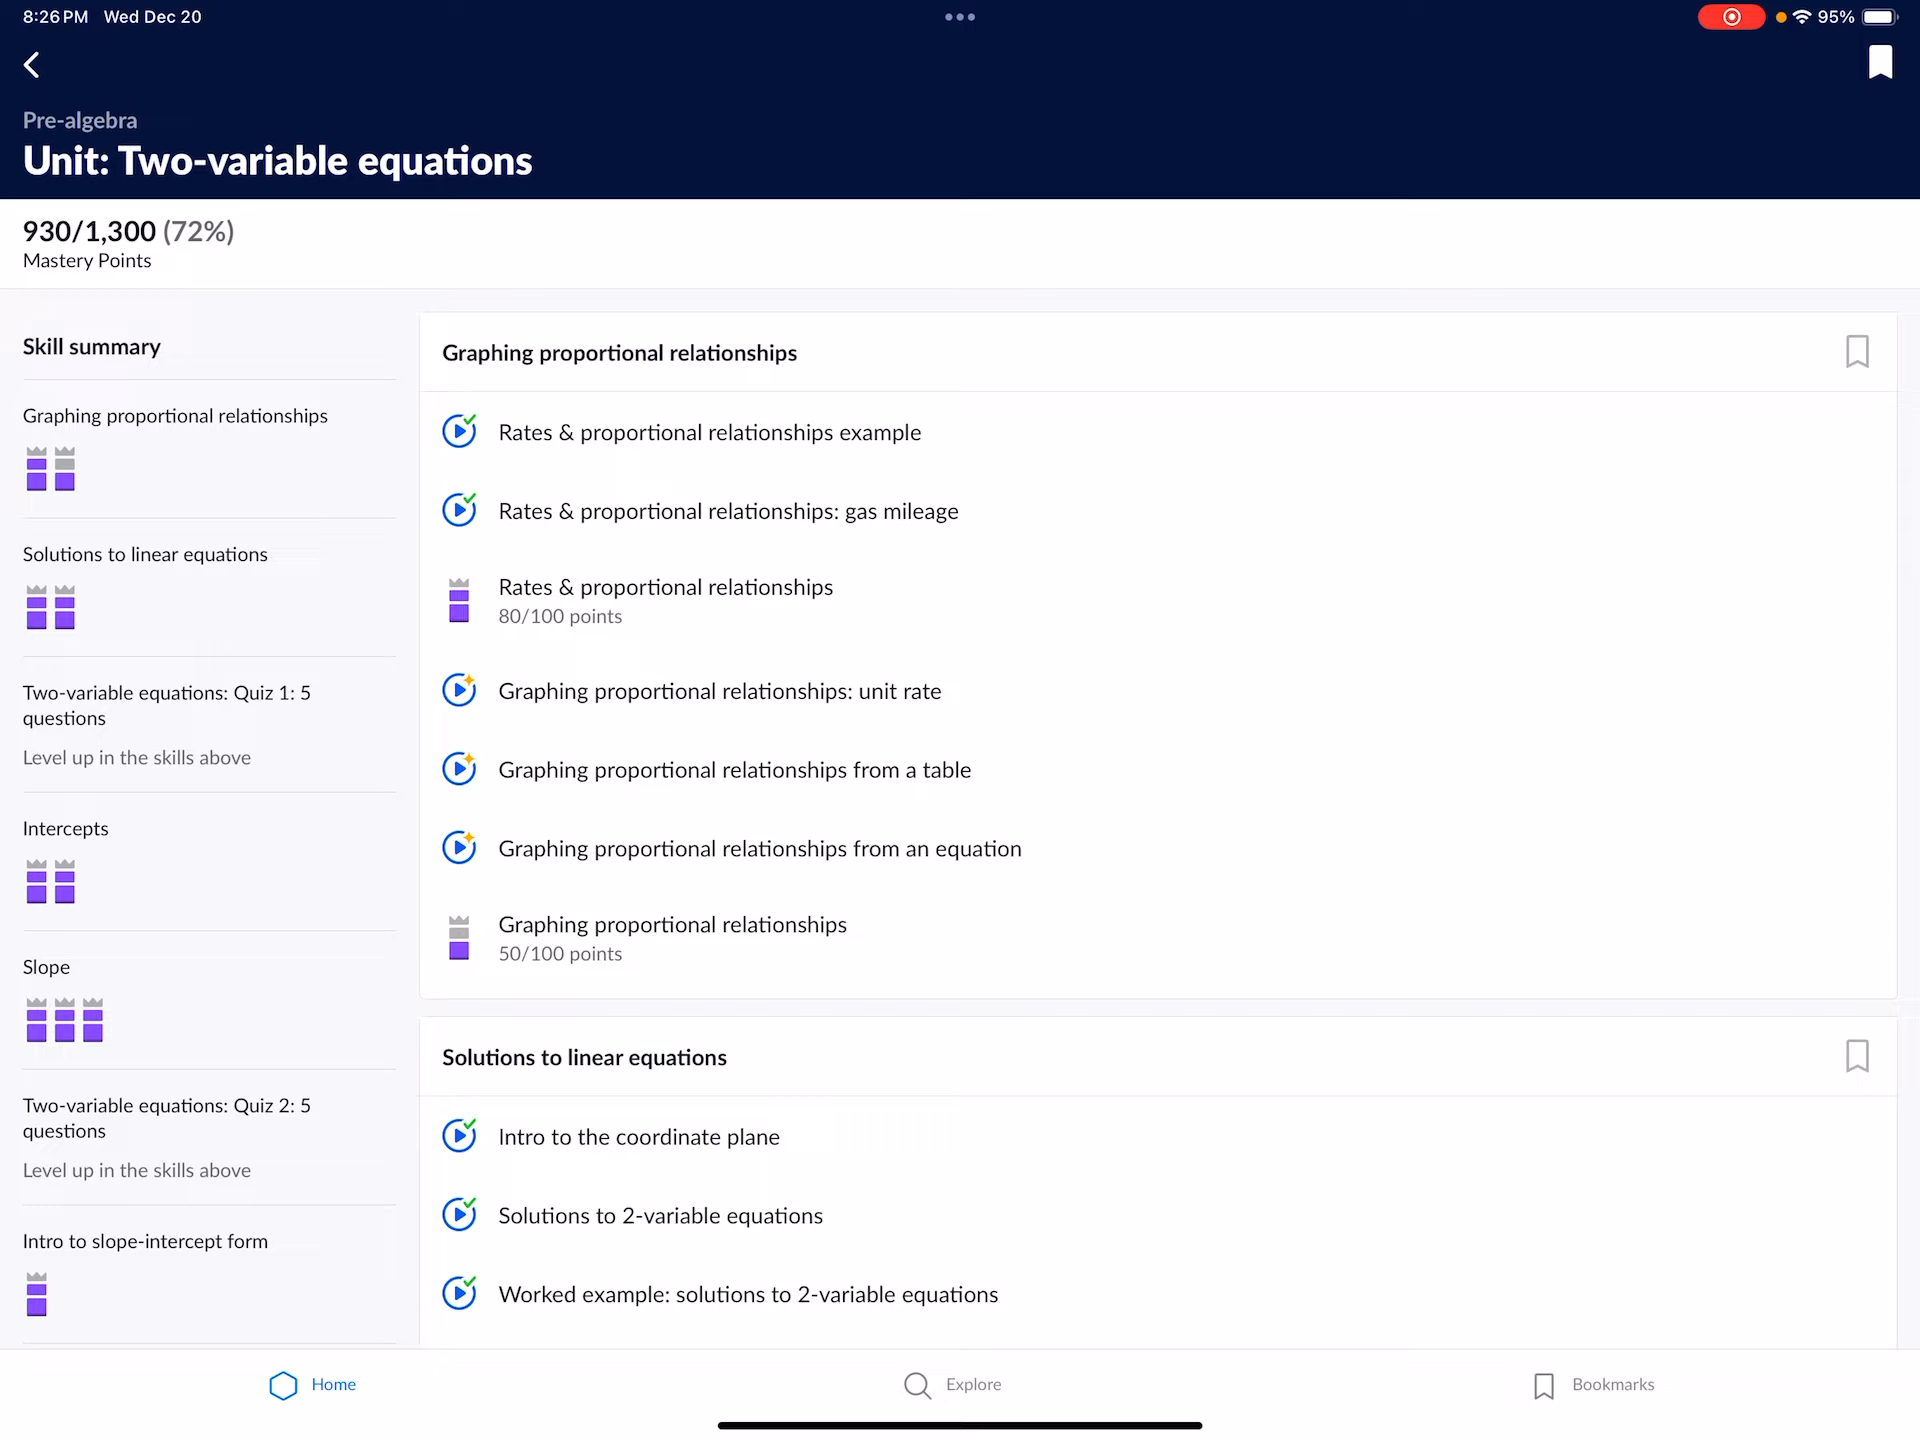 8:26 PM Wed Dec 20
95%
Pre-algebra
Unit: Two-variable equations
930/1,300 (72%)
Mastery Points
Skill summary
Graphing proportional relationships
Solutions to linear equations
Two-variable equations: Quiz 1: 5
questions
Level up in the skills above
Intercepts
Slope
Two-variable equations: Quiz 2: 5
questions
Level up in the skills above
Intro to slope-intercept form
Graphing proportional relationships
Rates & proportional relationships example
Rates & proportional relationships: gas mileage
Rates & proportional relationships
80/100 points
Graphing proportional relationships: unit rate
Graphing proportional relationships from a table
Graphing proportional relationships from an equation
Graphing proportional relationships
50/100 points
Solutions to linear equations
Intro to the coordinate plane
Solutions to 2-variable equations
Worked example: solutions to 2-variable equations
Home
Explore
Bookmarks